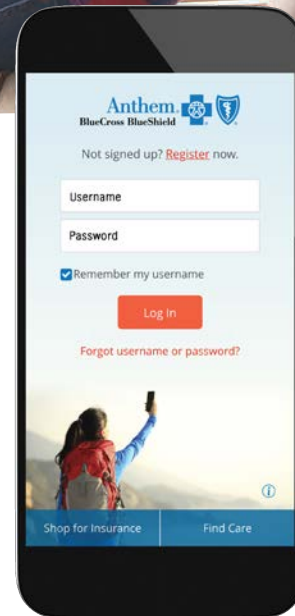 Anthem.
BlueCross BlueShield
Not signed up? Register now.
Username
Password
Remember my username
Log In
Forgot username or password?
Shop for Insurance
Find Care